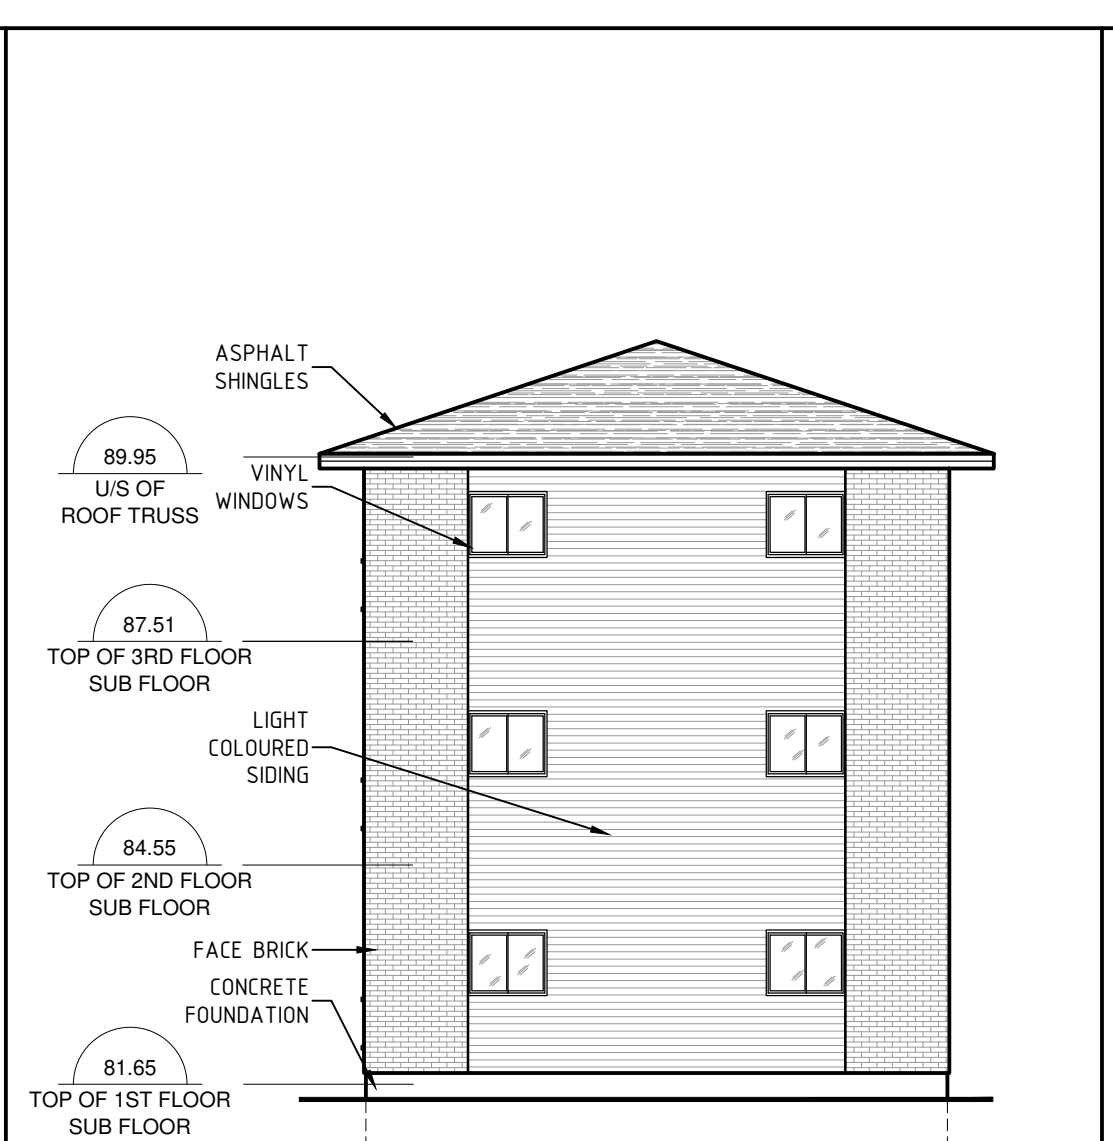 ASPHALT
SHINGLES
89.95
U/S OF
ROOF TRUSS
VINYL
WINDOWS
87.51
TOP OF 3RD FLOOR
SUB FLOOR
LIGHT
COLOURED
SIDING
84.55
TOP OF 2ND FLOOR
SUB FLOOR
FACE BRICK
CONCRETE
FOUNDATION
81.65
TOP OF 1ST FLOOR
SUB FLOOR